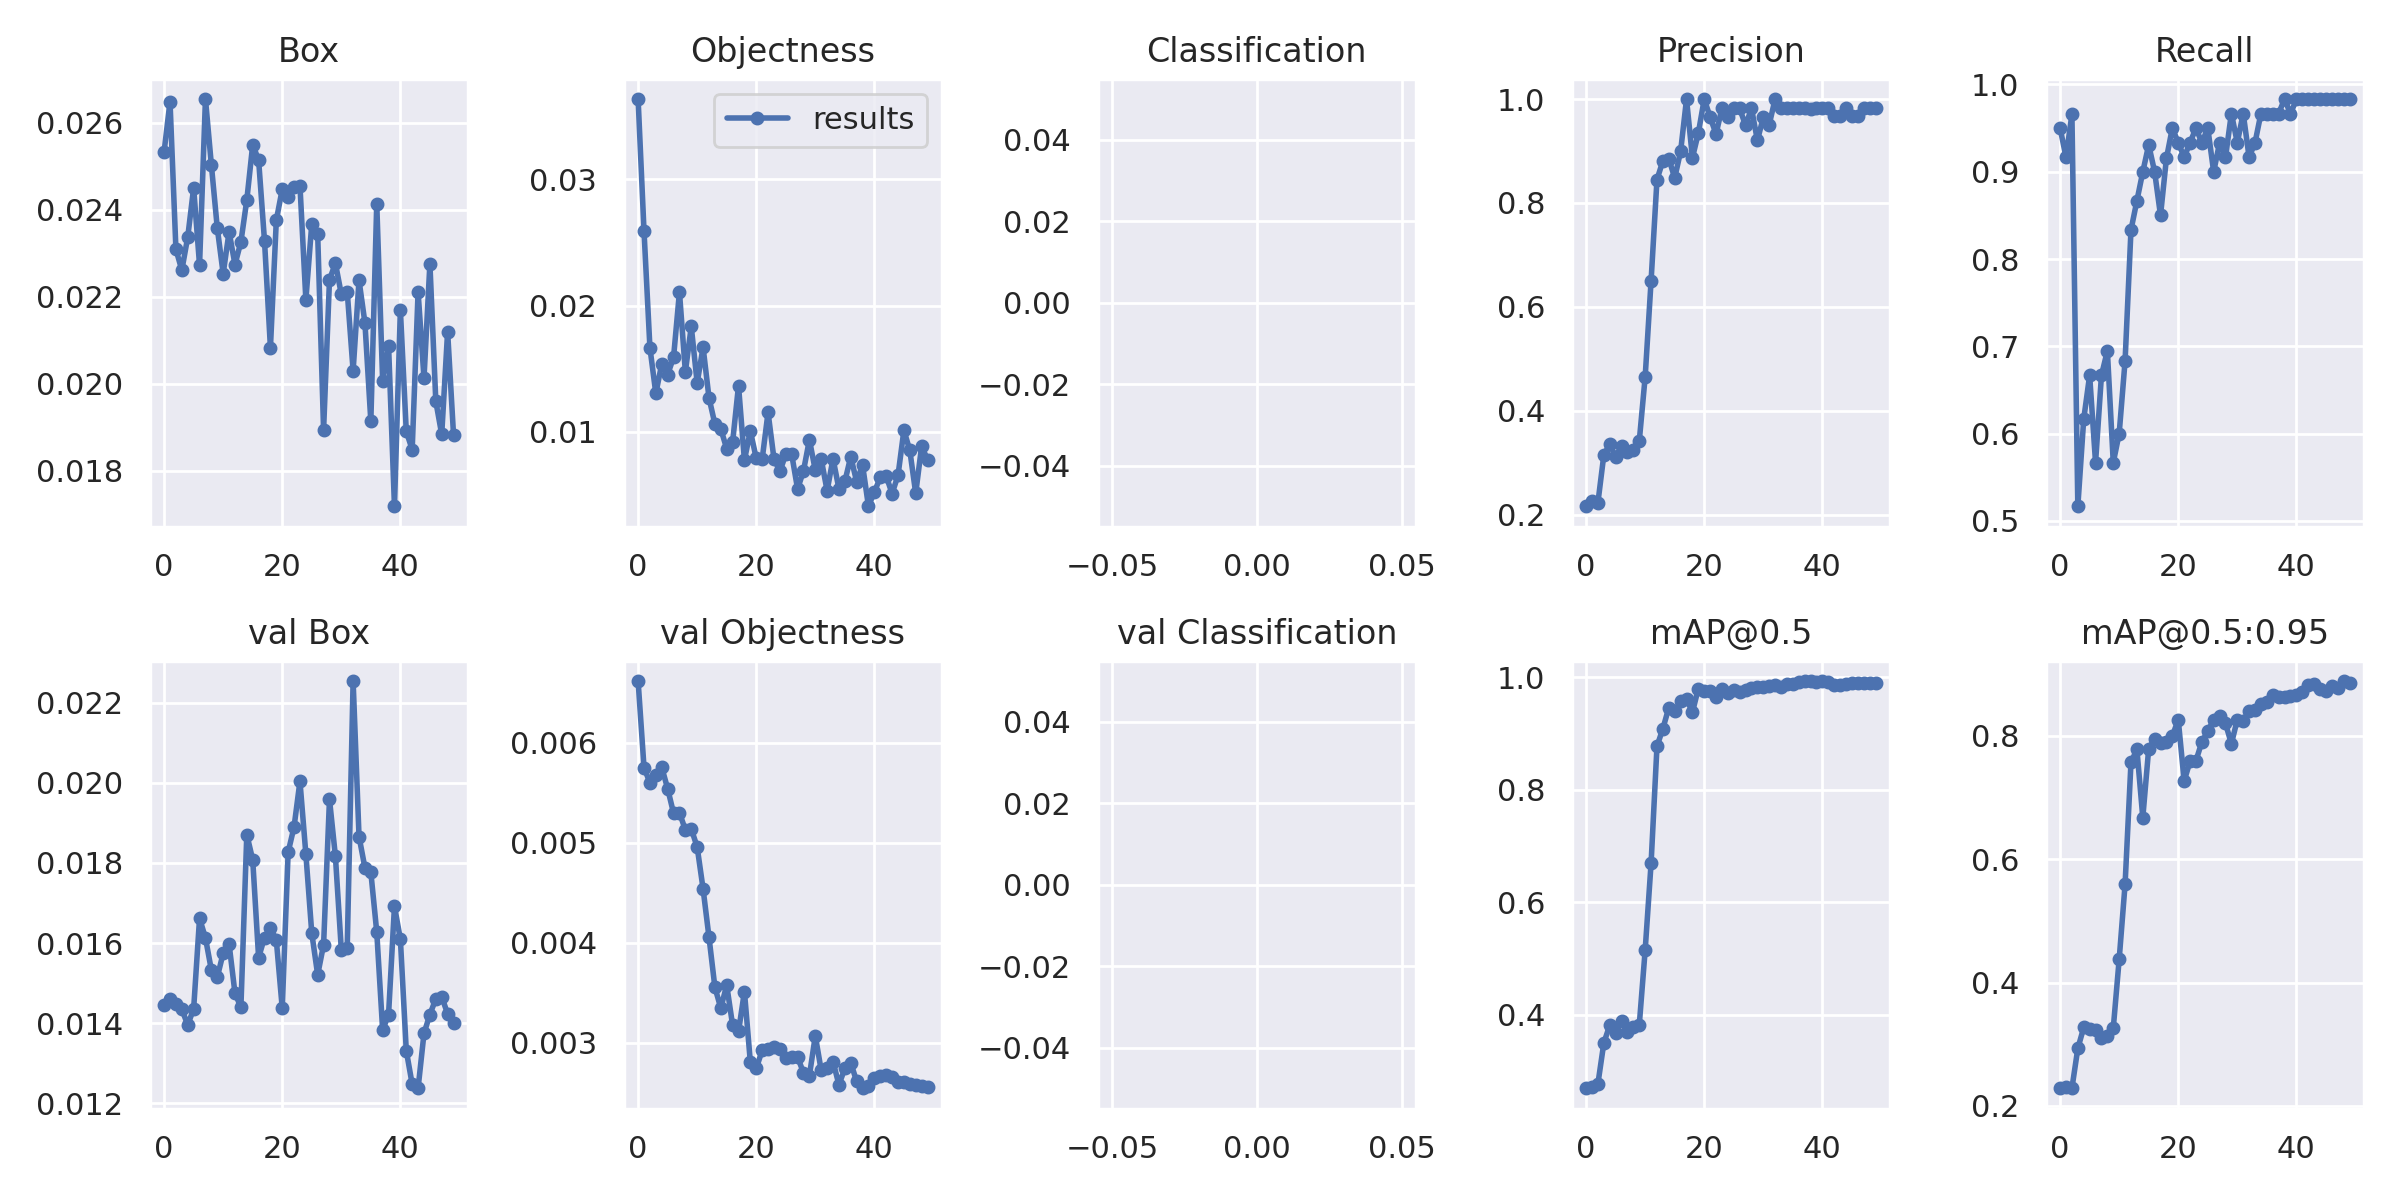 Box
Objectness
Classification
Precision
Recall
results
0.026
0.024
0.022
0.020
0.018
0 20 40
0.03
0.02
0.01
0 20 40
0.04
0.02
0.00
−0.02
−0.04
−0.05 0.00 0.05
1.0
0.8
0.6
0.4
0.2
0 20 40
1.0
0.9
0.8
0.7
0.6
0.5
0 20 40
val Box
val Objectness
val Classification
mAP@0.5
mAP@0.5:0.95
0.022
0.020
0.018
0.016
0.014
0.012
0 20 40
0.006
0.005
0.004
0.003
0 20 40
0.04
0.02
0.00
−0.02
−0.04
−0.05 0.00 0.05
1.0
0.8
0.6
0.4
0 20 40
0.8
0.6
0.4
0.2
0 20 40